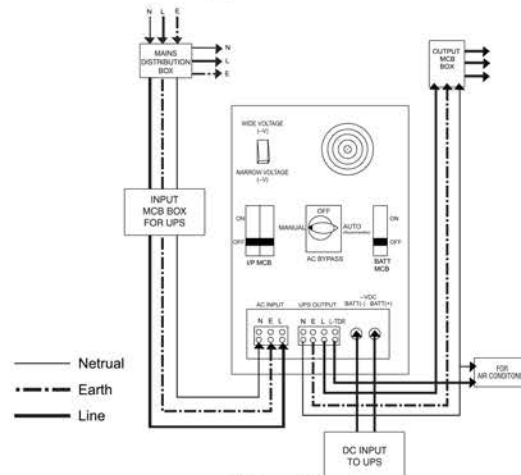 N L E
MAINS
DISTRIBUTION
BOX
N
L
E
OUTPUT
MCB
BOX
WIDE VOLTAGE
(~V)
NARROW VOLTAGE
(~V)
INPUT
MCB BOX
FOR UPS
ON
OFF
I/P MCB
OFF
MANUAL
AUTO
AC BYPASS
ON
OFF
BATT
MCB
AC INPUT
UPS OUTPUT
~VDC
BATT(-) BATT(+)
N E L
N E L L-TDR
Netrual
Earth
Line
FOR
AIR CONDITONE
DC INPUT
TO UPS